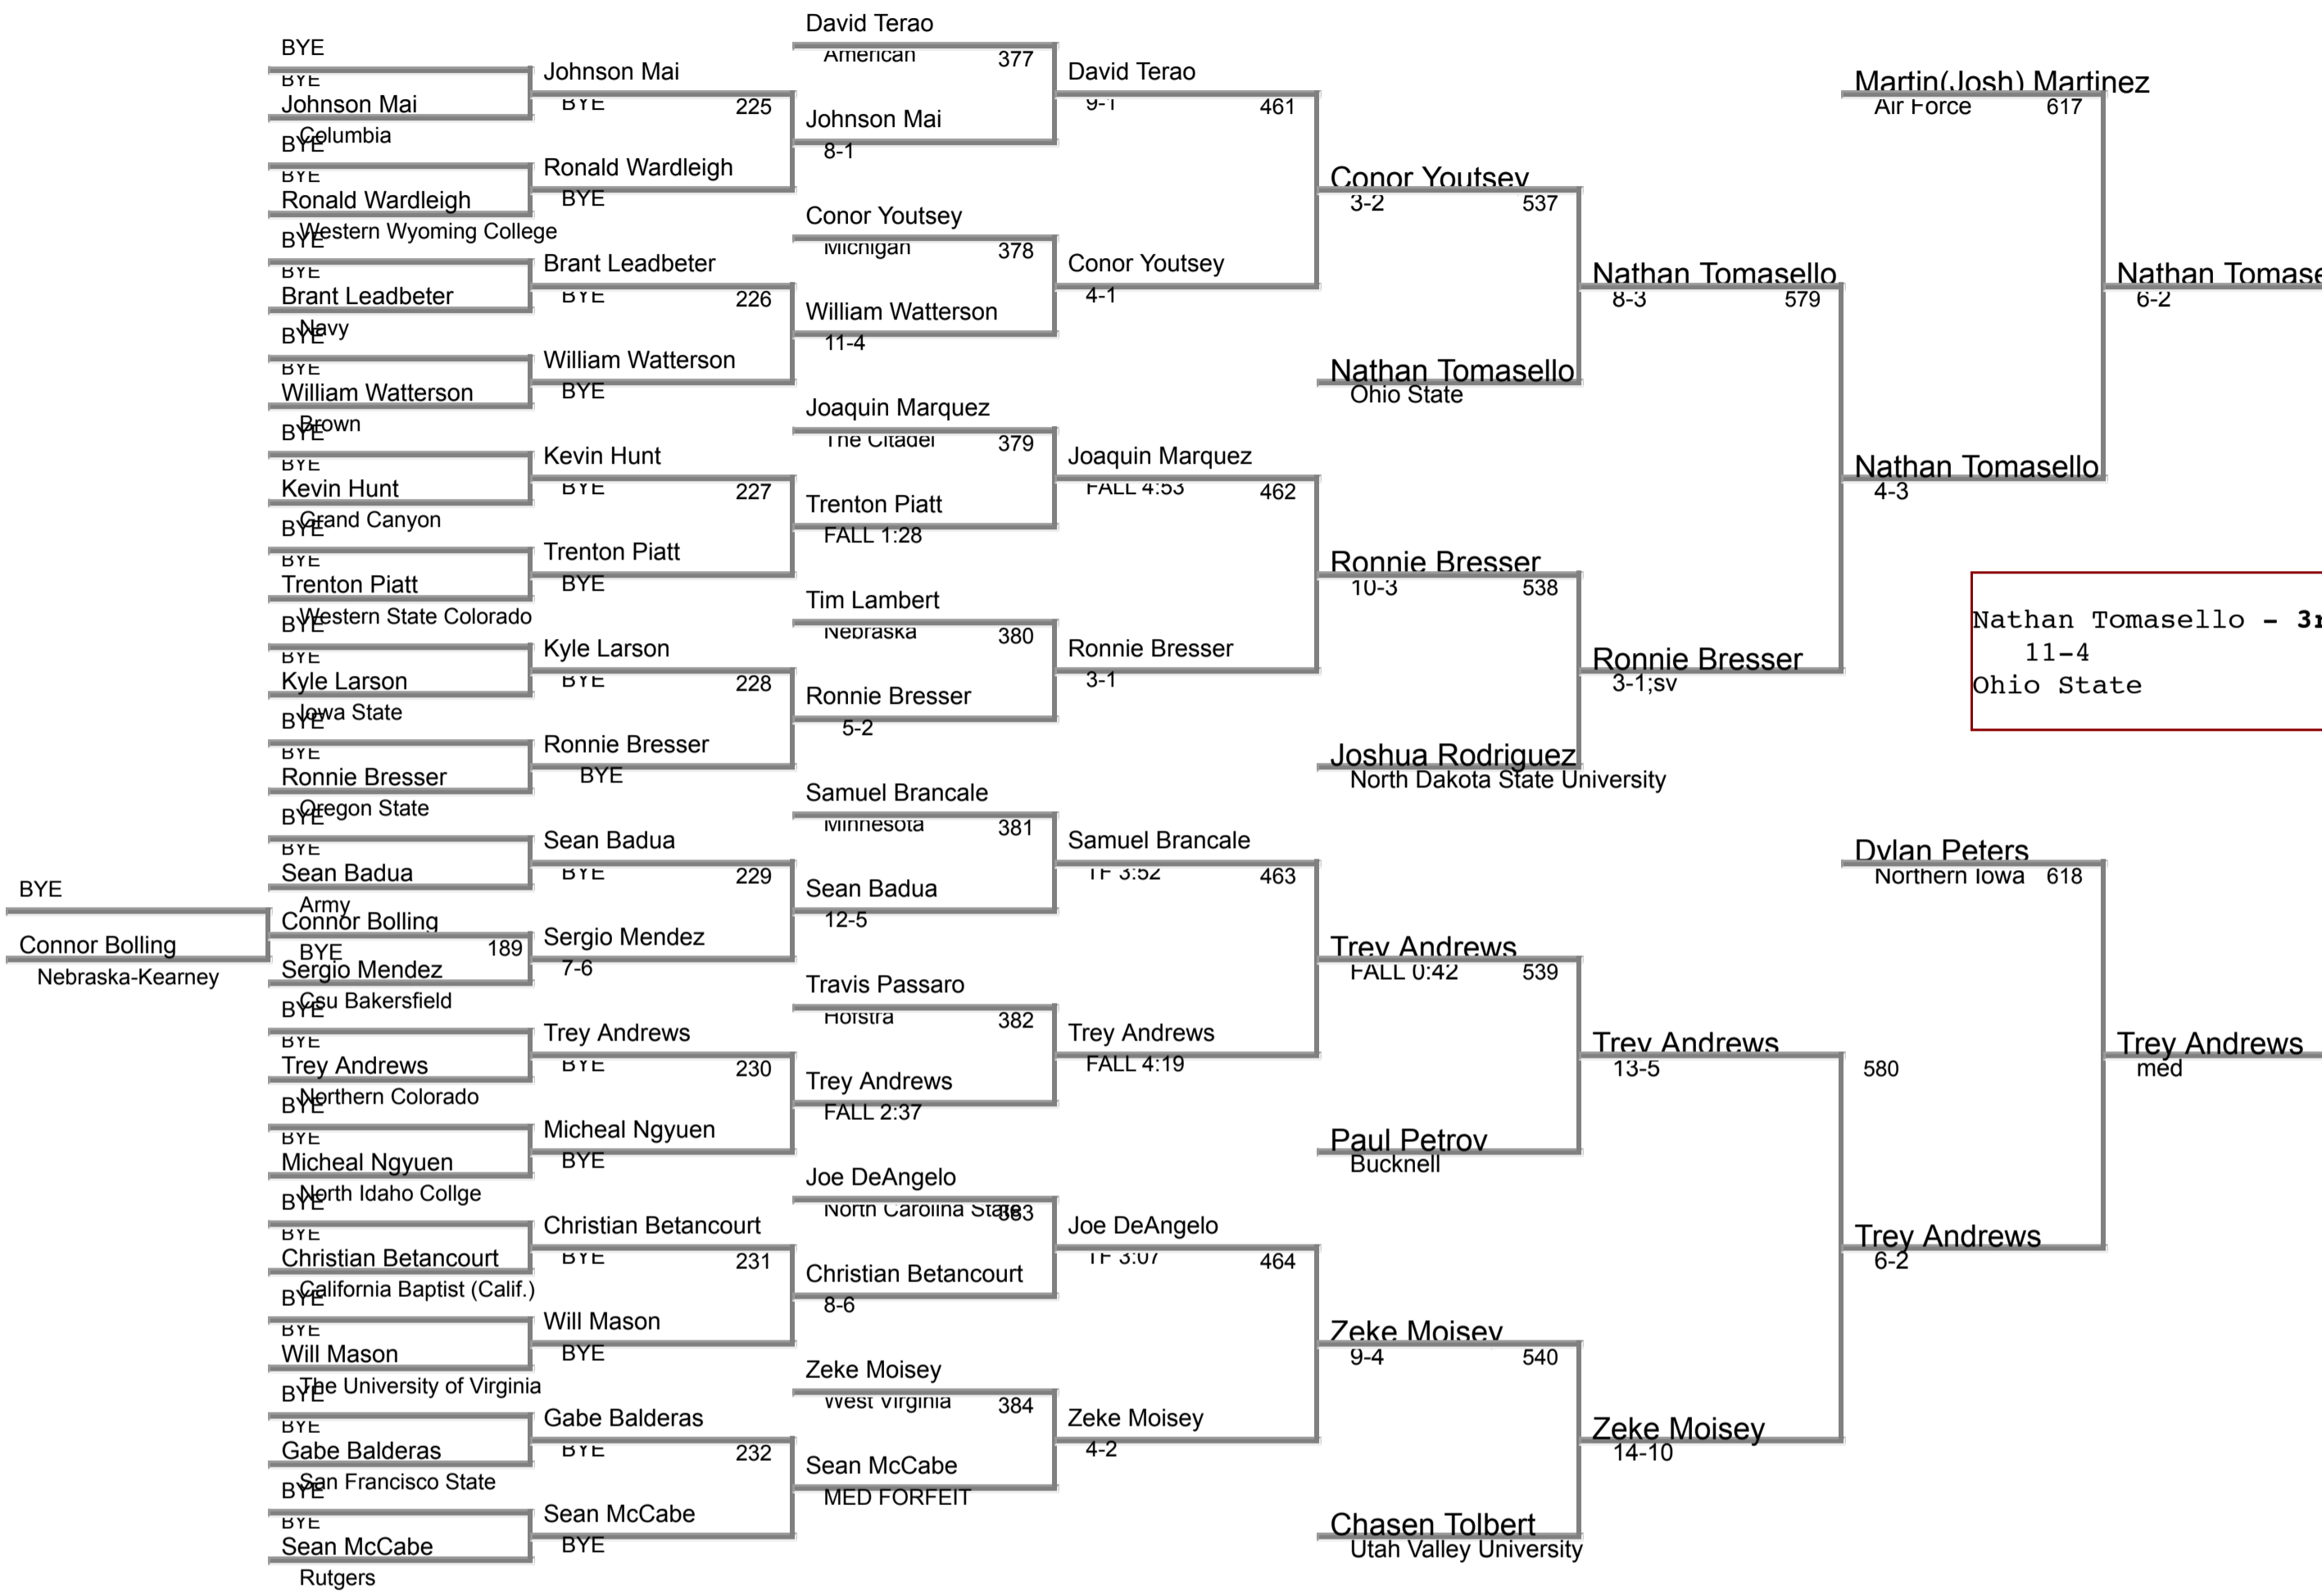 BYE
Connor Bolling
Nebraska-Kearney
BYE
BYE
Johnson Mai
Columbia
BYE
BYE
Ronald Wardleigh
Western Wyoming College
BYE
BYE
Brant Leadbeter
Navy
BYE
BYE
William Watterson
Brown
BYE
BYE
Kevin Hunt
Grand Canyon
BYE
BYE
Trenton Piatt
Western State Colorado
BYE
BYE
Kyle Larson
Iowa State
BYE
BYE
Ronnie Bresser
Oregon State
BYE
BYE
Sean Badua
Army
Connor Bolling
BYE 189
Sergio Mendez
Csu Bakersfield
BYE
BYE
Trey Andrews
Northern Colorado
BYE
BYE
Micheal Ngyuen
North Idaho Collge
BYE
BYE
Christian Betancourt
California Baptist (Calif.)
BYE
BYE
Will Mason
The University of Virginia
BYE
BYE
Gabe Balderas
San Francisco State
BYE
BYE
Sean McCabe
Rutgers
Johnson Mai
BYE 225
Ronald Wardleigh
BYE
Brant Leadbeter
BYE 226
William Watterson
BYE
Kevin Hunt
BYE 227
Trenton Piatt
BYE
Kyle Larson
BYE 228
Ronnie Bresser
BYE
Sean Badua
BYE 229
Sergio Mendez
7-6
Trey Andrews
BYE 230
Micheal Ngyuen
BYE
Christian Betancourt
BYE 231
Will Mason
BYE
Gabe Balderas
BYE 232
Sean McCabe
BYE
David Terao
American 377
Johnson Mai
8-1
Conor Youtsey
Michigan 378
William Watterson
11-4
Joaquin Marquez
The Citadel 379
Trenton Piatt
FALL 1:28
Tim Lambert
Nebraska 380
Ronnie Bresser
5-2
Samuel Brancale
Minnesota 381
Sean Badua
12-5
Travis Passaro
Hofstra 382
Trey Andrews
FALL 2:37
Joe DeAngelo
North Carolina State 383
Christian Betancourt
8-6
Zeke Moisey
West Virginia 384
Sean McCabe
MED FORFEIT
David Terao
9-1 461
Conor Youtsey
4-1
Joaquin Marquez
FALL 4:53 462
Ronnie Bresser
3-1
Samuel Brancale
TF 3:52 463
Trey Andrews
FALL 4:19
Joe DeAngelo
TF 3:07 464
Zeke Moisey
4-2
Conor Youtsey
3-2 537
Nathan Tomasello
Ohio State
Ronnie Bresser
10-3 538
Joshua Rodriguez
North Dakota State University
Trey Andrews
FALL 0:42 539
Paul Petrov
Bucknell
Zeke Moisey
9-4 540
Chasen Tolbert
Utah Valley University
Nathan Tomasello
8-3 579
Ronnie Bresser
3-1;sv
Trey Andrews
13-5 580
Zeke Moisey
14-10
Martin(Josh) Martinez
Air Force 617
Nathan Tomasello
4-3
Dylan Peters
Northern Iowa 618
Trey Andrews
6-2
Nathan Tomase
6-2
Trey Andrews
med
Nathan Tomasello - 3r
11-4
Ohio State